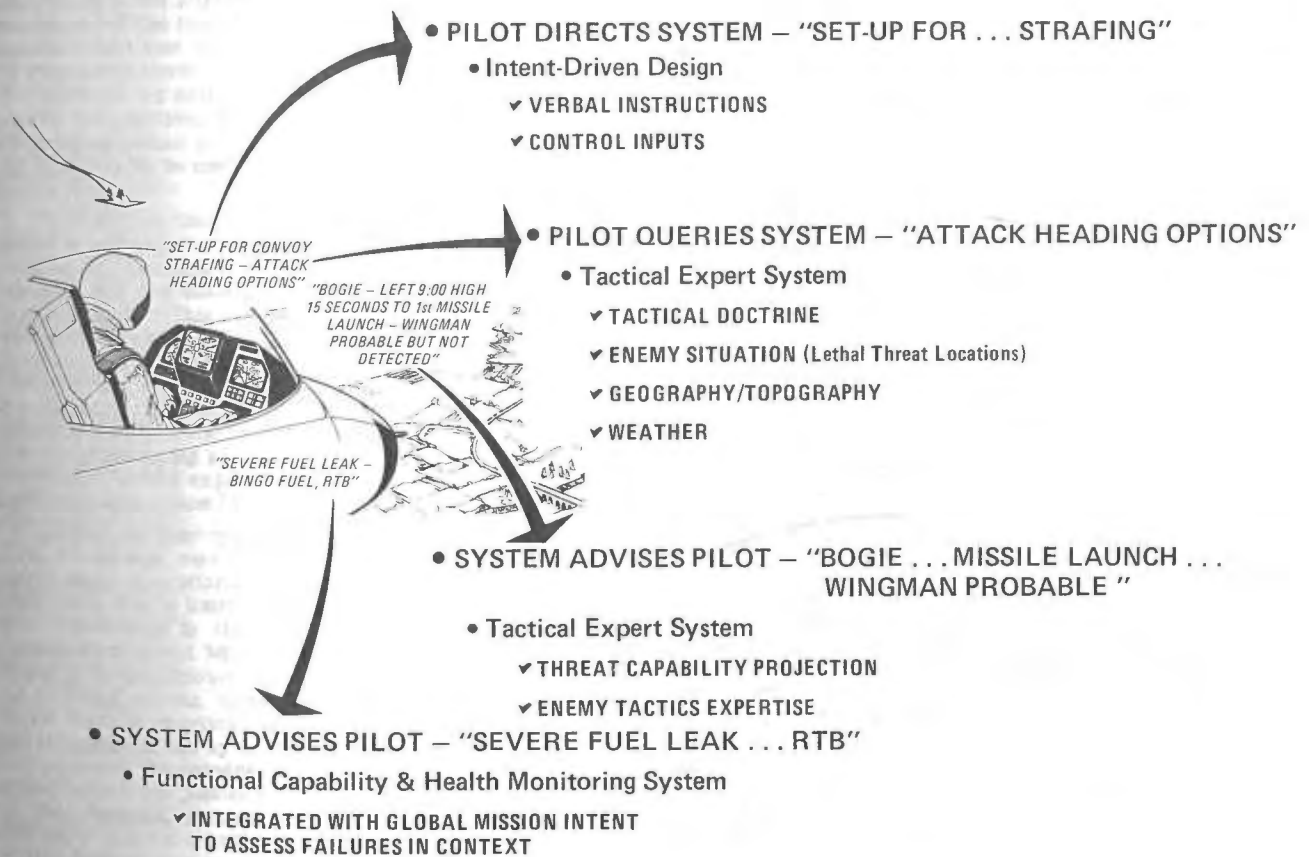 • PILOT DIRECTS SYSTEM – "SET-UP FOR . . . STRAFING"
• Intent-Driven Design
✔ VERBAL INSTRUCTIONS
✔ CONTROL INPUTS
"SET-UP FOR CONVOY
STRAFING – ATTACK
HEADING OPTIONS"
"BOGIE – LEFT 9:00 HIGH
15 SECONDS TO 1st MISSILE
LAUNCH – WINGMAN
PROBABLE BUT NOT
DETECTED"
"SEVERE FUEL LEAK –
BINGO FUEL, RTB"
• PILOT QUERIES SYSTEM – "ATTACK HEADING OPTIONS"
• Tactical Expert System
✔ TACTICAL DOCTRINE
✔ ENEMY SITUATION (Lethal Threat Locations)
✔ GEOGRAPHY/TOPOGRAPHY
✔ WEATHER
• SYSTEM ADVISES PILOT – "BOGIE . . . MISSILE LAUNCH . . .
WINGMAN PROBABLE "
• Tactical Expert System
✔ THREAT CAPABILITY PROJECTION
✔ ENEMY TACTICS EXPERTISE
• SYSTEM ADVISES PILOT – "SEVERE FUEL LEAK . . . RTB"
• Functional Capability & Health Monitoring System
✔ INTEGRATED WITH GLOBAL MISSION INTENT
TO ASSESS FAILURES IN CONTEXT